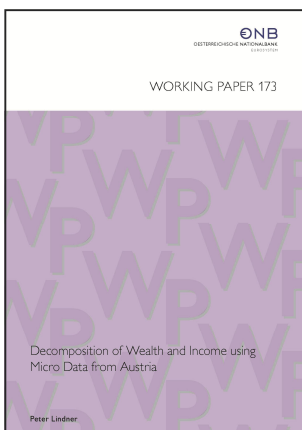 ONB
OESTERREICHISCHE NATIONALBANK
EUROSYSTEM
WORKING PAPER 173
Decomposition of Wealth and Income using
Micro Data from Austria
Peter Lindner